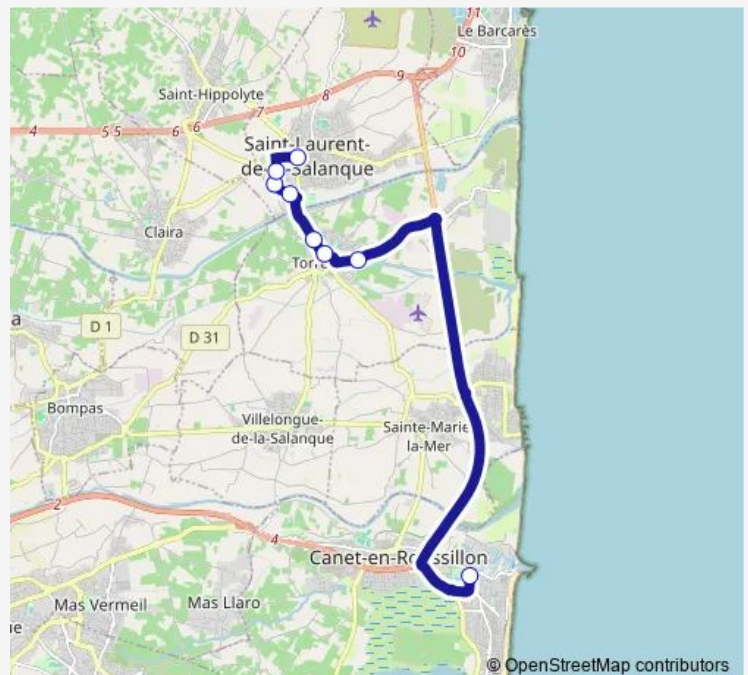 11
Le Barcarès
10
9
Saint-Hippolyte
8
7
4
5
5
6
6
Saint-Laurent-
de-la-Salanque
Claira
D 1
D 31
Bompas
Villelongue-
de-la-Salanque
Sainte-Marie-
la-Mer
2
4
Canet-en-Roussillon
Mas Vermeil
Mas Llaro
© OpenStreetMap contributors